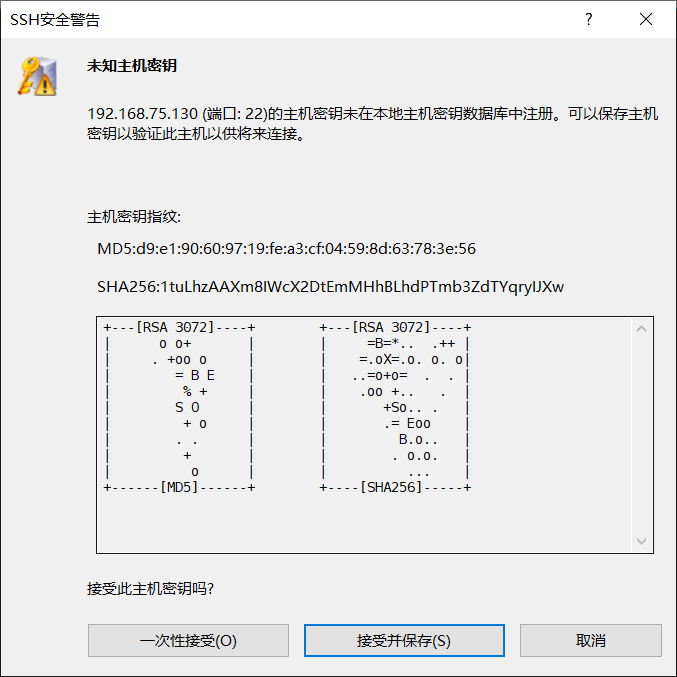 SSH安全警告
未知主机密钥
192.168.75.130 (端口: 22)的主机密钥未在本地主机密钥数据库中注册。可以保存主机
密钥以验证此主机以供将来连接。
主机密钥指纹:
MD5:d9:e1:90:60:97:19:fe:a3:cf:04:59:8d:63:78:3e:56
SHA256:1tuLhzAAXm8IWcX2DtEmMHhBLhdPTmb3ZdTYqryIJXw
+---[RSA 3072]----+        +---[RSA 3072]----+
|      o o+       |        |     =B=*..  .++ |
|     . +oo o     |        |    =.oX=.o. o. o|
|        = B E    |        |   ..=o+o=  .  . |
|         % +     |        |    .oo +..   .  |
|        S O      |        |       +So.. .   |
|         + o     |        |       .= Eoo    |
|        . .      |        |         B.o..   |
|         +       |        |        . o.o.   |
|          o      |        |          ...    |
+------[MD5]------+        +----[SHA256]-----+
接受此主机密钥吗?
一次性接受(O) 接受并保存(S) 取消